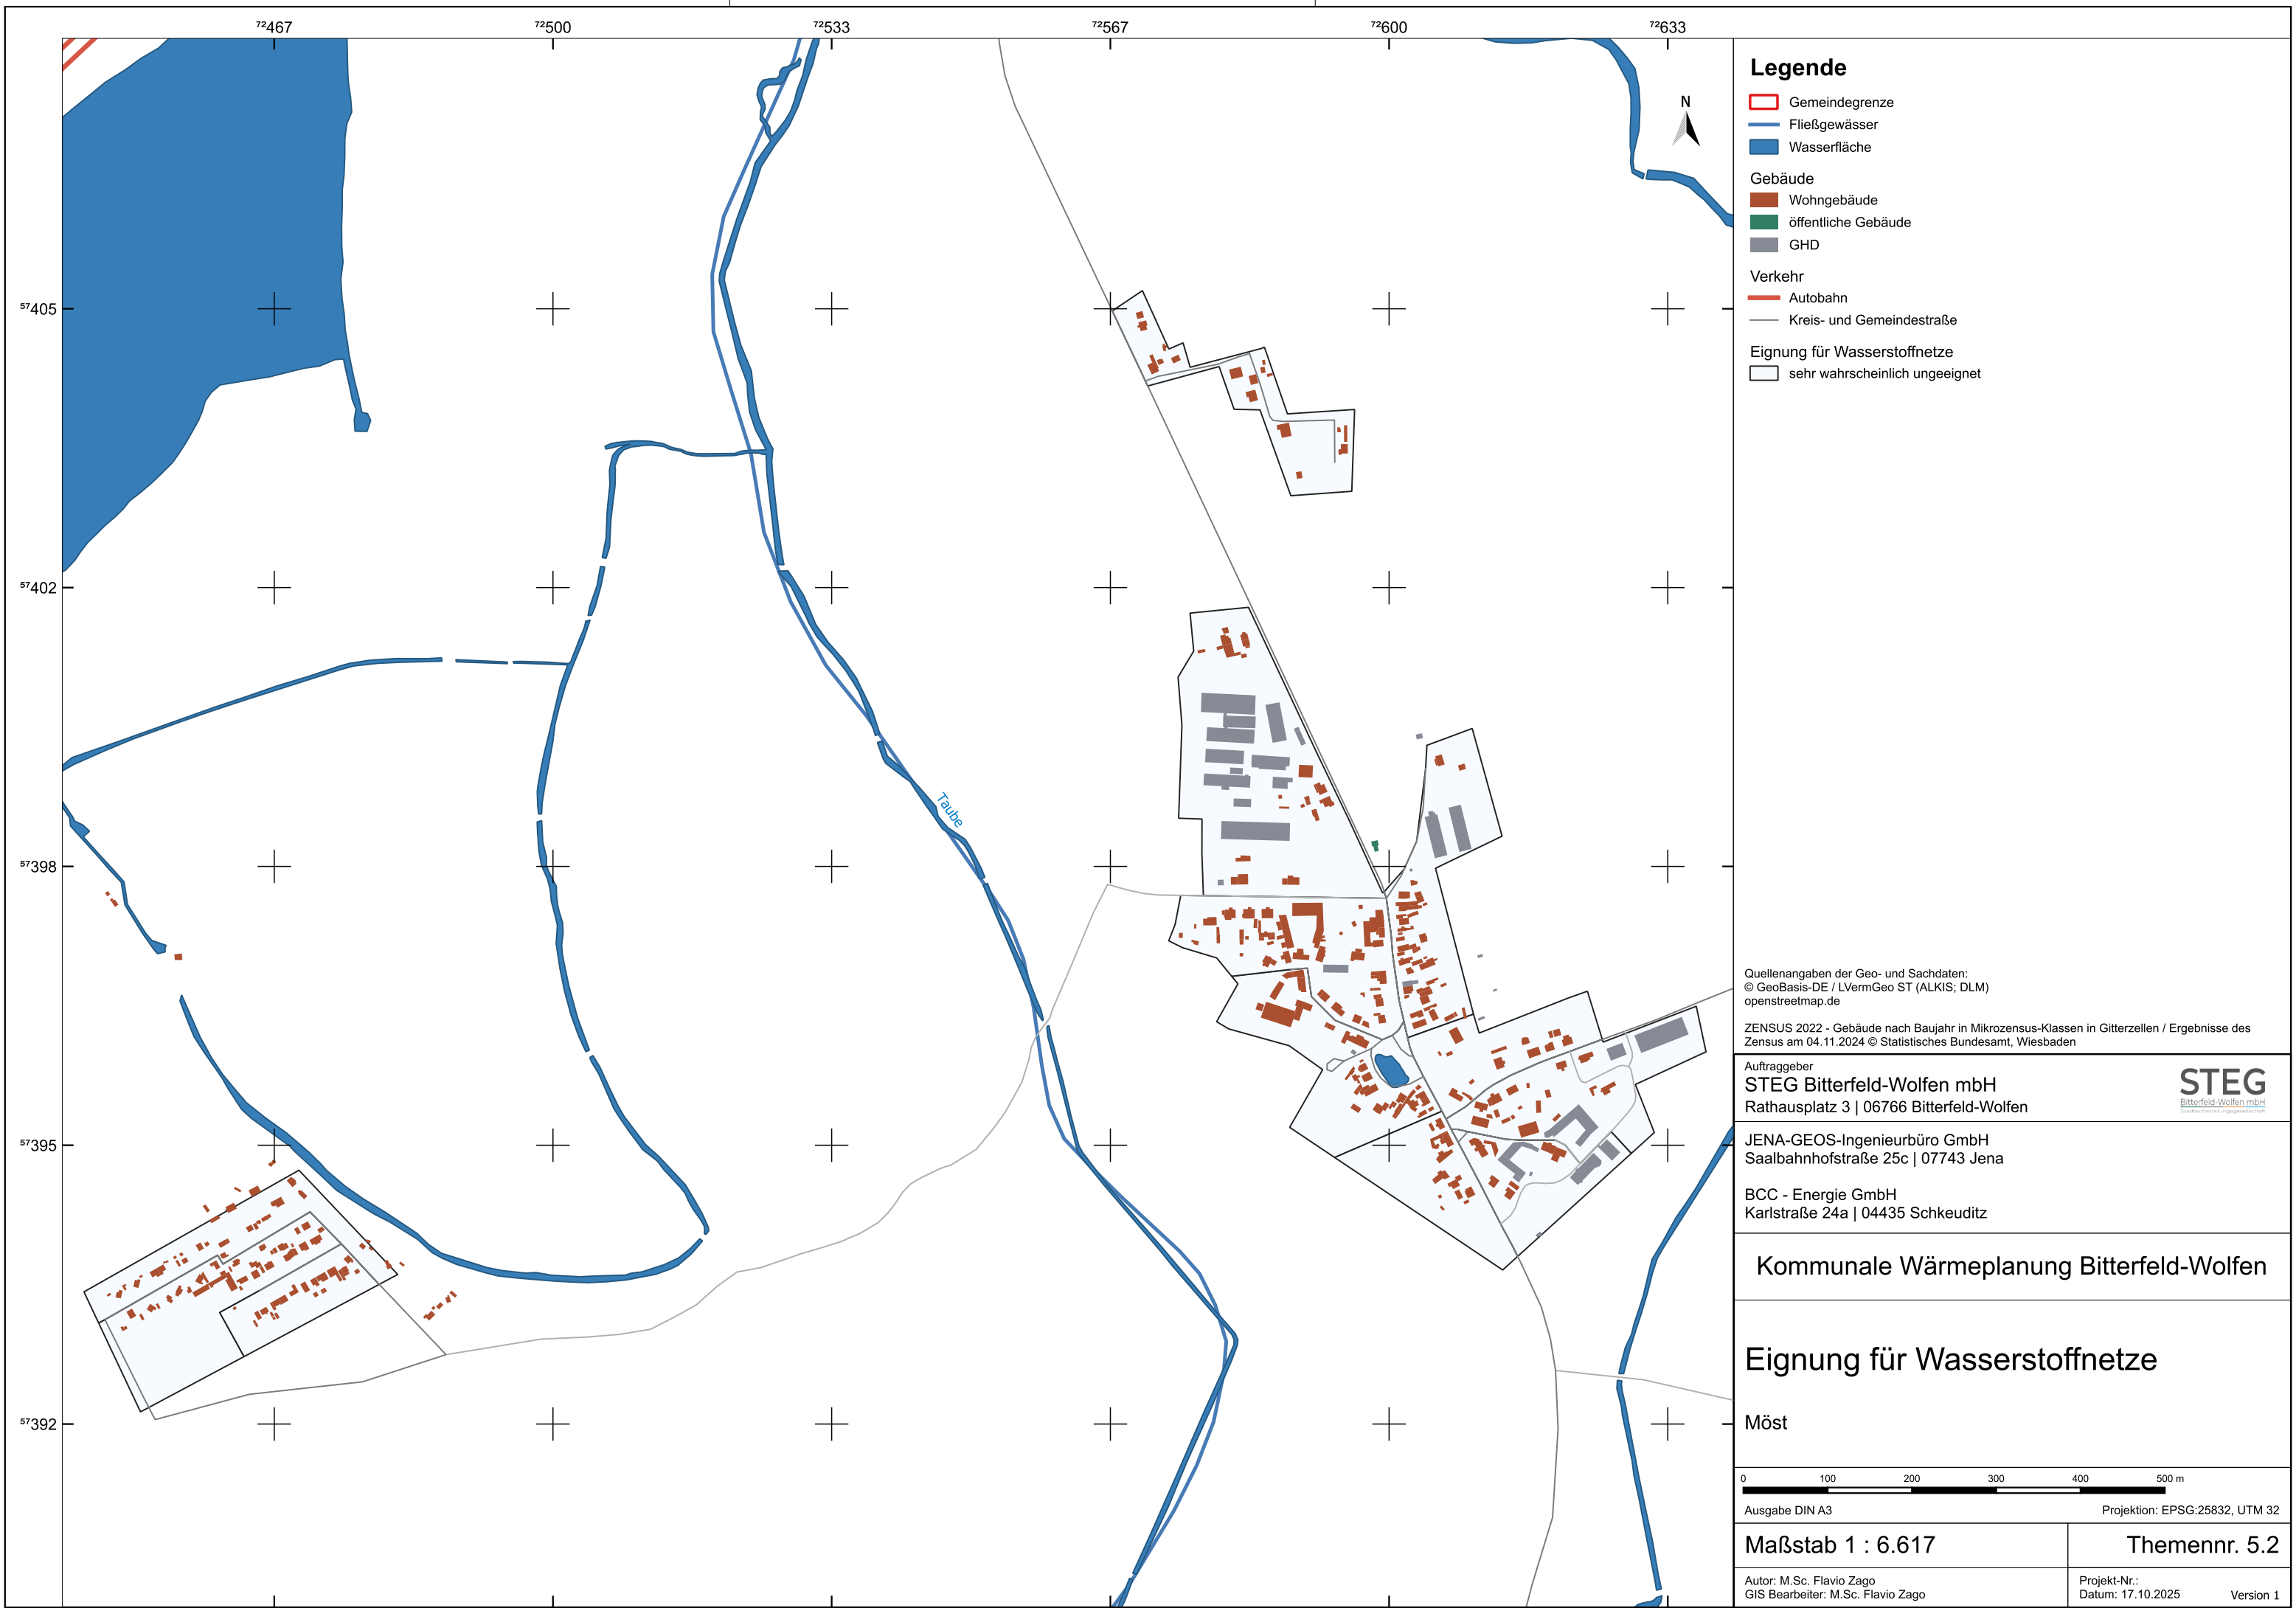 72467 72500 72533 72567 72600 72633
57405
57402
57398
57395
57392
Taube
N
Legende
Gemeindegrenze
Fließgewässer
Wasserfläche
Gebäude
Wohngebäude
öffentliche Gebäude
GHD
Verkehr
Autobahn
Kreis- und Gemeindestraße
Eignung für Wasserstoffnetze
sehr wahrscheinlich ungeeignet
Quellenangaben der Geo- und Sachdaten:
© GeoBasis-DE / LVermGeo ST (ALKIS; DLM)
openstreetmap.de
ZENSUS 2022 - Gebäude nach Baujahr in Mikrozensus-Klassen in Gitterzellen / Ergebnisse des
Zensus am 04.11.2024 © Statistisches Bundesamt, Wiesbaden
Auftraggeber
STEG Bitterfeld-Wolfen mbH
Rathausplatz 3 | 06766 Bitterfeld-Wolfen
STEG
Bitterfeld-Wolfen mbH
Stadtentwicklungsgesellschaft
JENA-GEOS-Ingenieurbüro GmbH
Saalbahnhofstraße 25c | 07743 Jena
BCC - Energie GmbH
Karlstraße 24a | 04435 Schkeuditz
Kommunale Wärmeplanung Bitterfeld-Wolfen
Eignung für Wasserstoffnetze
Möst
0 100 200 300 400 500 m
Ausgabe DIN A3 Projektion: EPSG:25832, UTM 32
Maßstab 1 : 6.617 Themennr. 5.2
Autor: M.Sc. Flavio Zago
GIS Bearbeiter: M.Sc. Flavio Zago
Projekt-Nr.:
Datum: 17.10.2025 Version 1